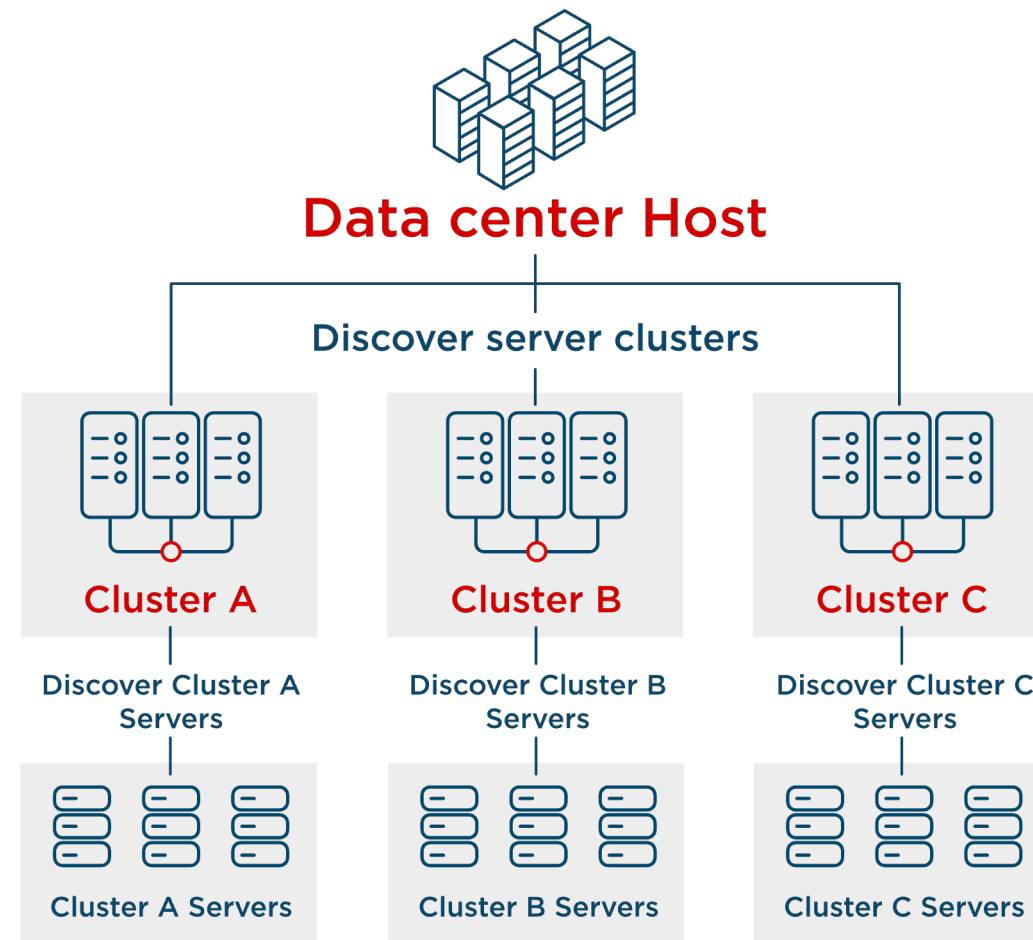 Data center Host
Discover server clusters
Cluster A
Cluster B
Cluster C
Discover Cluster A
Servers
Discover Cluster B
Servers
Discover Cluster C
Servers
Cluster A Servers
Cluster B Servers
Cluster C Servers